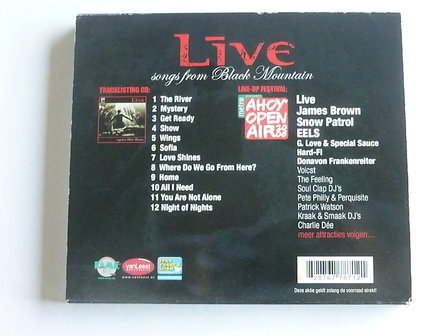 LIVE
songs from Black Mountain
TRACKLISTING CD:
1 The River
2 Mystery
3 Get Ready
4 Show
5 Wings
6 Sofia
7 Love Shines
8 Where Do We Go From Here?
9 Home
10 All I Need
11 You Are Not Alone
12 Night of Nights
LINE-UP FESTIVAL:
metro
AHOY
OPEN
AIR
Live
James Brown
Snow Patrol
EELS
G. Love & Special Sauce
Hard-Fi
Donavon Frankenreiter
Voicst
The Feeling
Soul Clap DJ's
Pete Philly & Perquisite
Patrick Watson
Kraak & Smaak DJ's
Charlie Dée
meer attracties volgen....
vanLeest
Deze aktie geldt zolang de voorraad strekt!